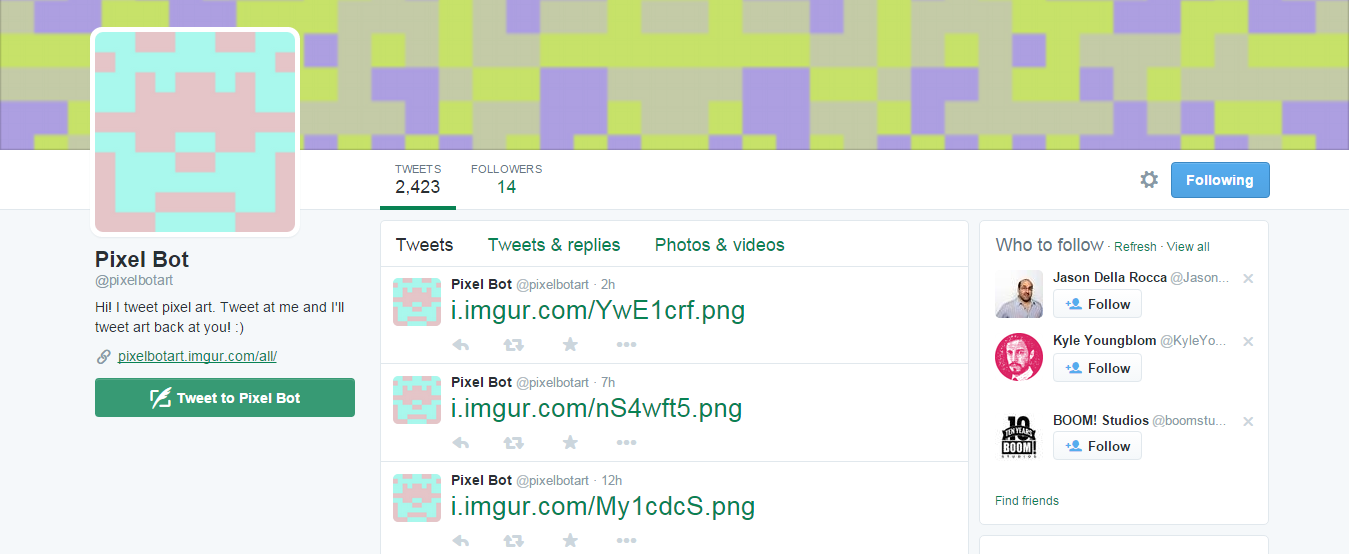 TWEETS
2,423
FOLLOWERS
14
Following
Pixel Bot
@pixelbotart
Hi! I tweet pixel art. Tweet at me and I'll
tweet art back at you! :)
pixelbotart.imgur.com/all/
Tweet to Pixel Bot
Tweets
Tweets & replies
Photos & videos
Pixel Bot @pixelbotart · 2h
i.imgur.com/YwE1crf.png
Pixel Bot @pixelbotart · 7h
i.imgur.com/nS4wft5.png
Pixel Bot @pixelbotart · 12h
i.imgur.com/My1cdcS.png
Who to follow · Refresh · View all
Jason Della Rocca @Jason...
Follow
Kyle Youngblom @KyleYo...
Follow
10
TEN YEARS
BOOM!
STUDIOS
BOOM! Studios @boomstu...
Follow
Find friends